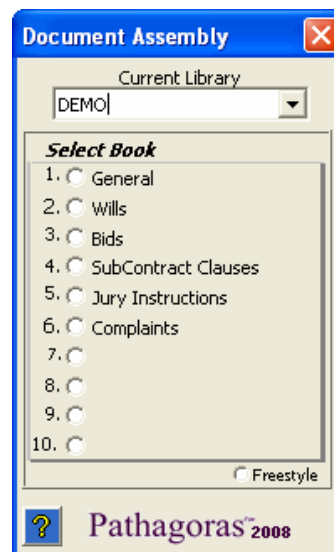 Document Assembly
Current Library
DEMO
Select Book
1. General
2. Wills
3. Bids
4. SubContract Clauses
5. Jury Instructions
6. Complaints
7.
8.
9.
10.
Freestyle
? Pathagoras™ 2008